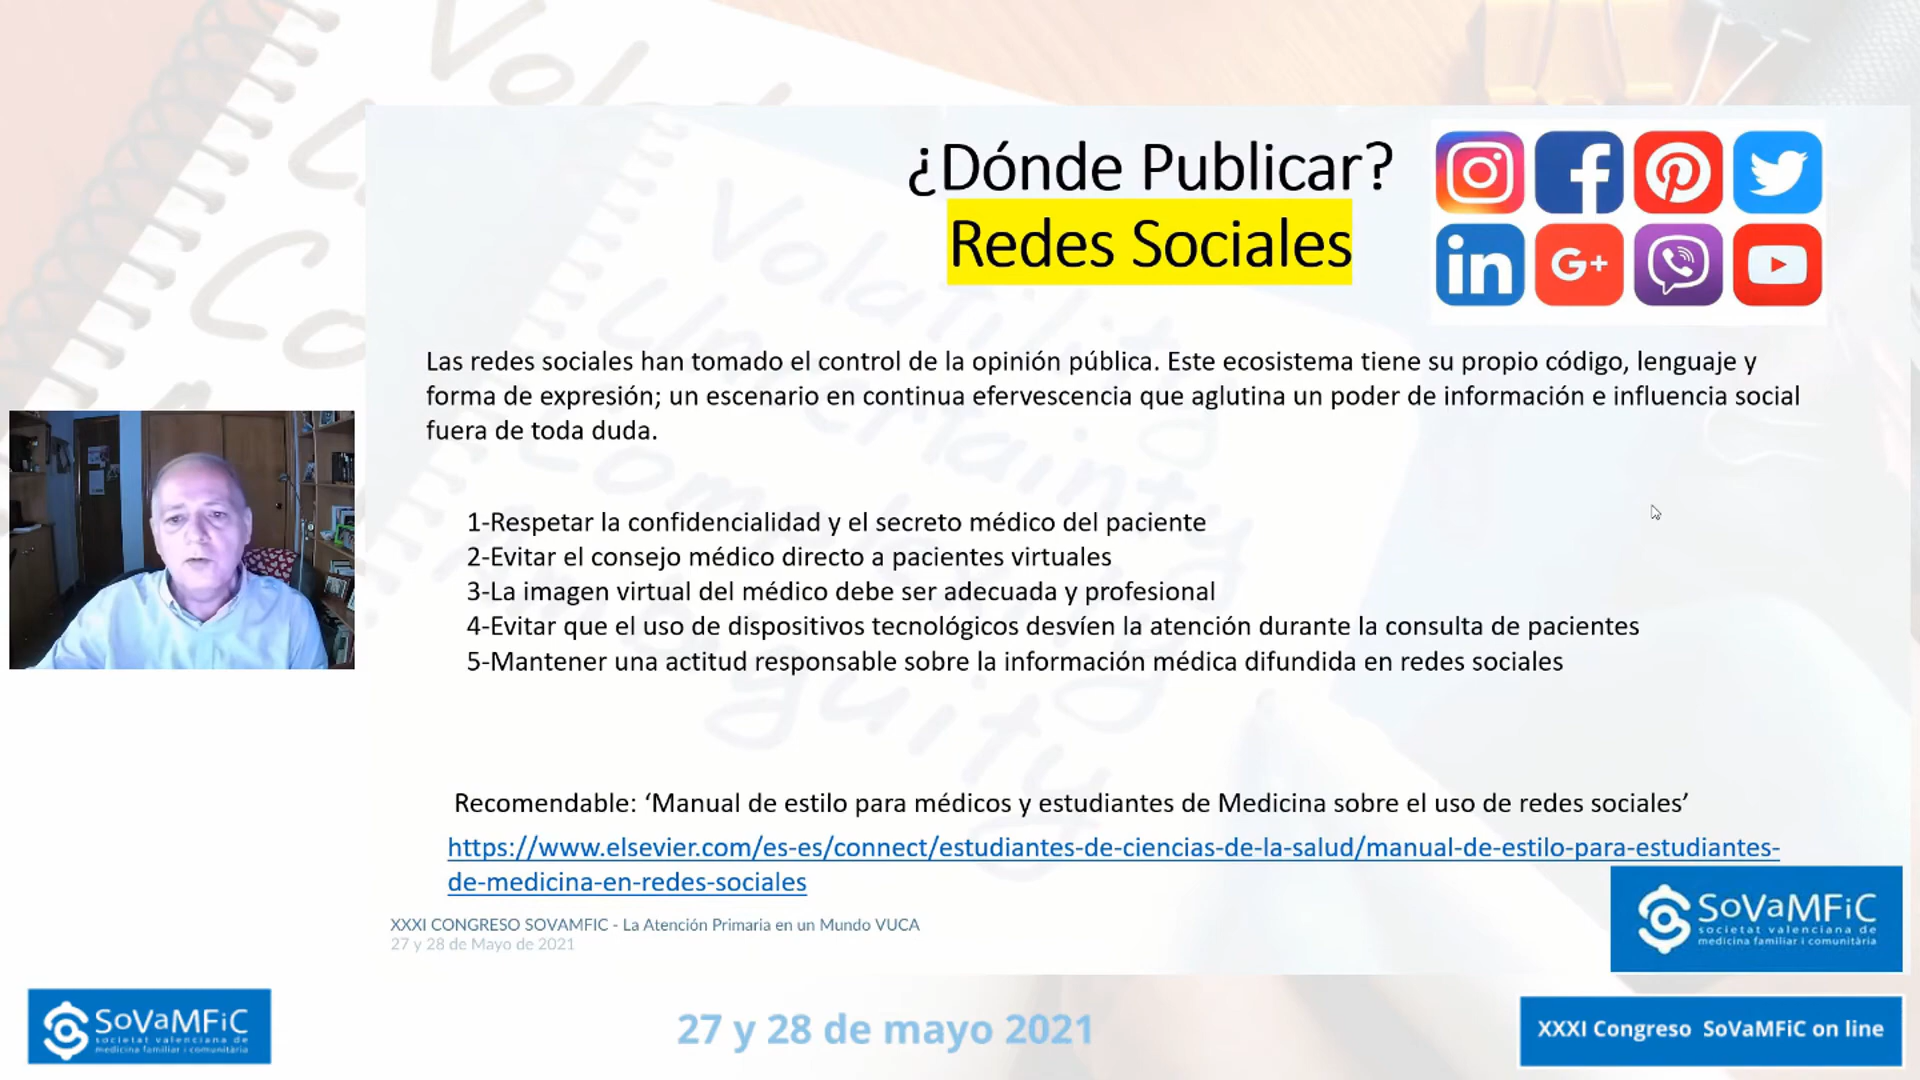 ¿Dónde Publicar?
Redes Sociales
Las redes sociales han tomado el control de la opinión pública. Este ecosistema tiene su propio código, lenguaje y
forma de expresión; un escenario en continua efervescencia que aglutina un poder de información e influencia social
fuera de toda duda.
1-Respetar la confidencialidad y el secreto médico del paciente
2-Evitar el consejo médico directo a pacientes virtuales
3-La imagen virtual del médico debe ser adecuada y profesional
4-Evitar que el uso de dispositivos tecnológicos desvíen la atención durante la consulta de pacientes
5-Mantener una actitud responsable sobre la información médica difundida en redes sociales
Recomendable: ‘Manual de estilo para médicos y estudiantes de Medicina sobre el uso de redes sociales’
https://www.elsevier.com/es-es/connect/estudiantes-de-ciencias-de-la-salud/manual-de-estilo-para-estudiantes-
de-medicina-en-redes-sociales
XXXI CONGRESO SOVAMFIC - La Atención Primaria en un Mundo VUCA
27 y 28 de Mayo de 2021
SoVaMFiC
societat valenciana de
medicina familiar i comunitària
SoVaMFiC
societat valenciana de
medicina familiar i comunitària
27 y 28 de mayo 2021
XXXI Congreso SoVaMFiC on line
in
G+
Volatility
Uncertainty
Complexity
Ambiguity